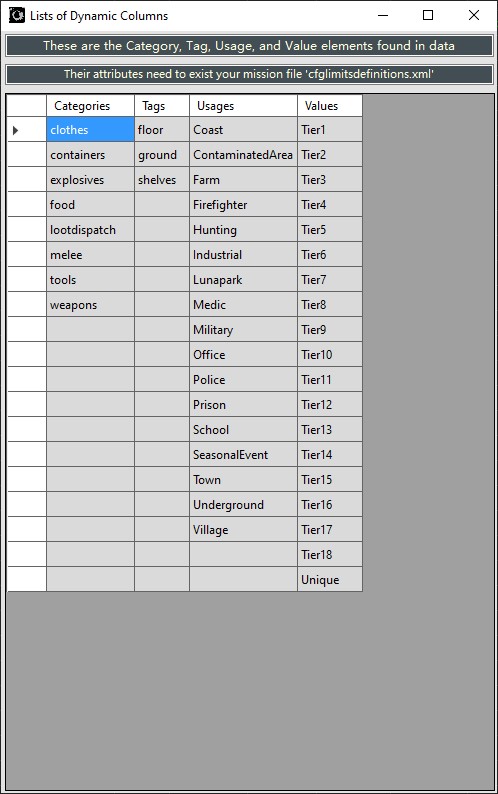 Lists of Dynamic Columns
These are the Category, Tag, Usage, and Value elements found in data
Their attributes need to exist your mission file 'cfglimitsdefinitions.xml'
Categories Tags Usages Values
clothes floor Coast Tier1
containers ground ContaminatedArea Tier2
explosives shelves Farm Tier3
food Firefighter Tier4
lootdispatch Hunting Tier5
melee Industrial Tier6
tools Lunapark Tier7
weapons Medic Tier8
Military Tier9
Office Tier10
Police Tier11
Prison Tier12
School Tier13
SeasonalEvent Tier14
Town Tier15
Underground Tier16
Village Tier17
Tier18
Unique